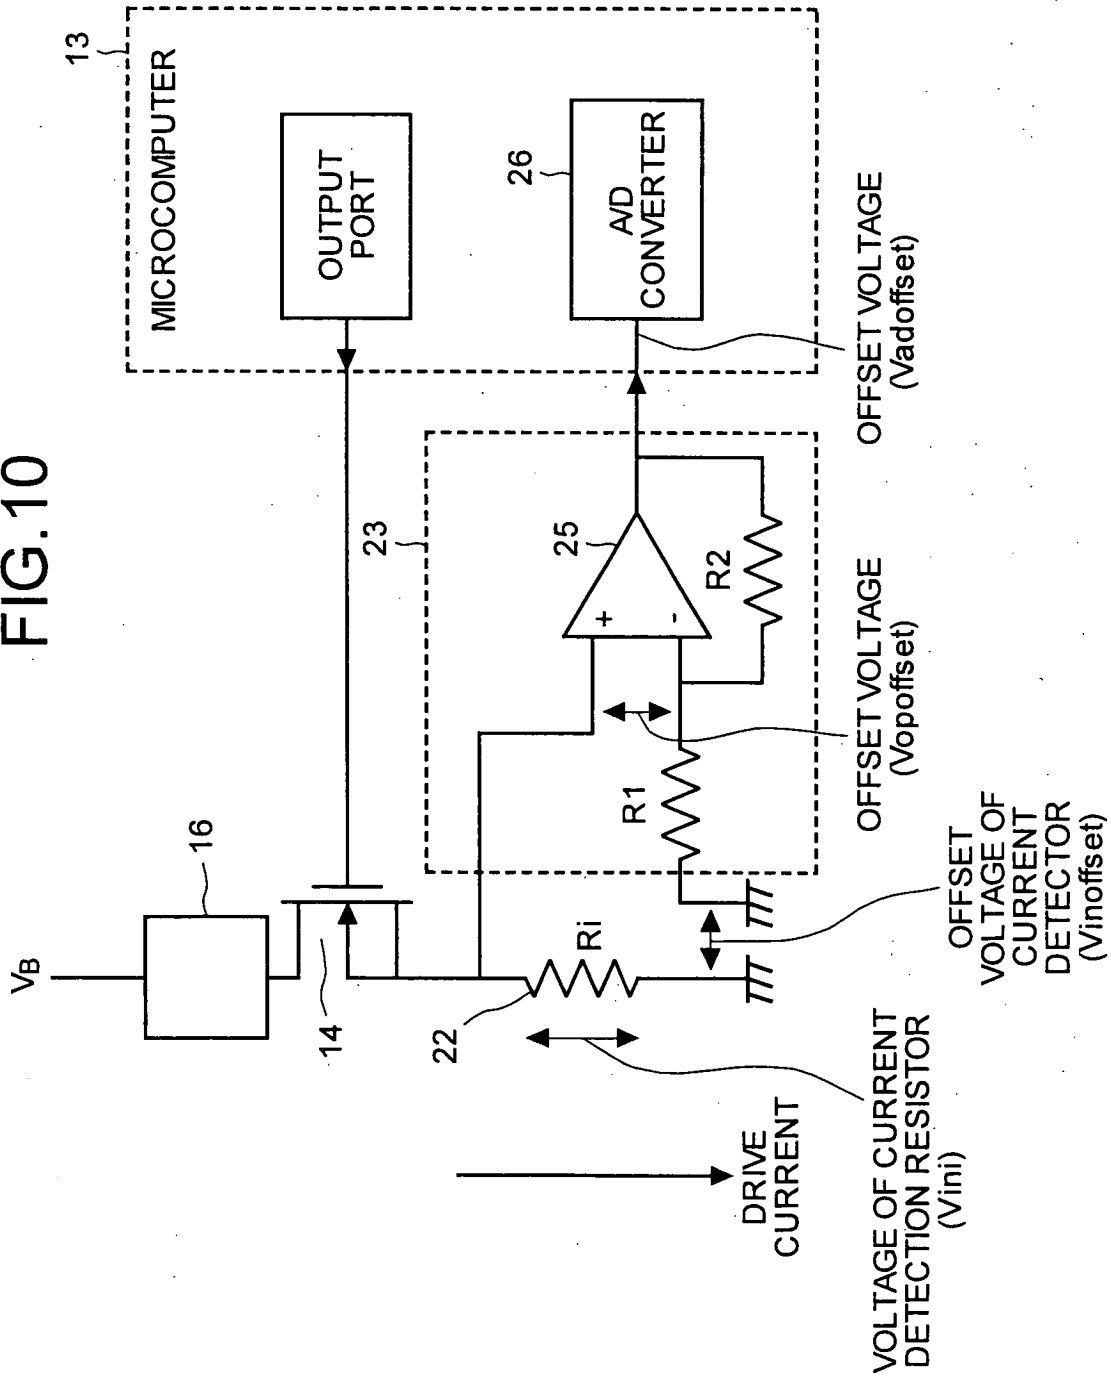 FIG.10
13
MICROCOMPUTER
OUTPUT
PORT
26
A/D
CONVERTER
OFFSET VOLTAGE
(Vadoffset)
23
25
+
-
R2
R1
OFFSET VOLTAGE
(Vopoffset)
VB
16
14
22
Ri
OFFSET
VOLTAGE OF
CURRENT
DETECTOR
(Vinoffset)
DRIVE
CURRENT
VOLTAGE OF CURRENT
DETECTION RESISTOR
(Vini)